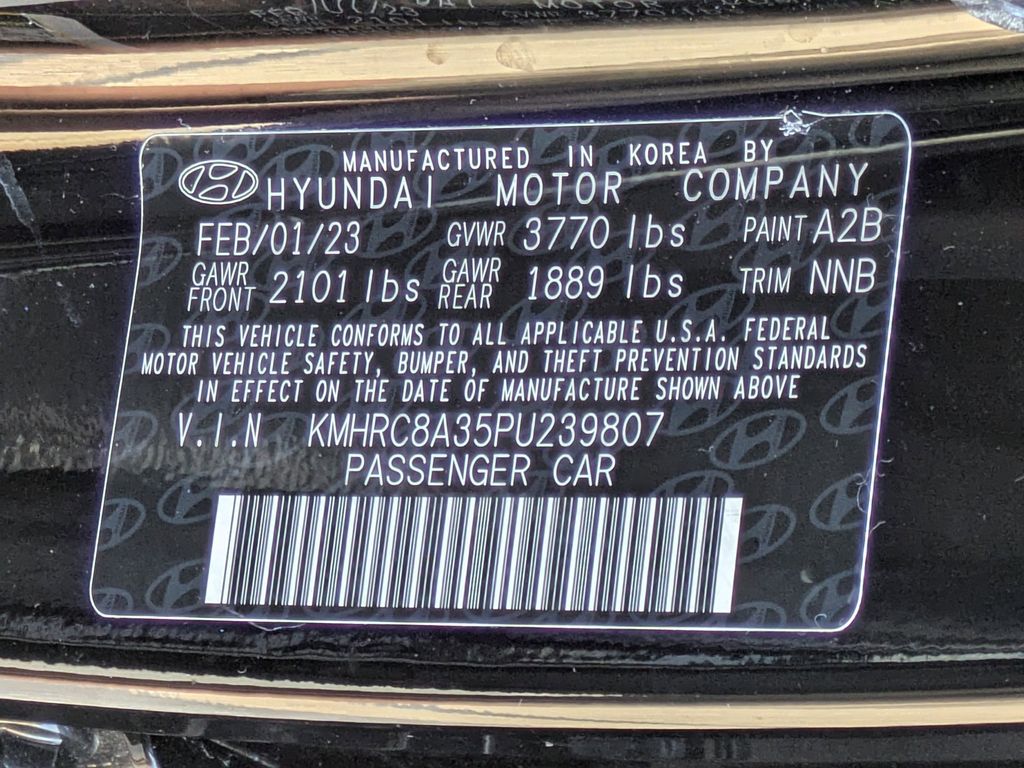 MANUFACTURED IN KOREA BY
HYUNDAI MOTOR COMPANY
FEB/01/23 GVWR 3770 lbs PAINT A2B
GAWR FRONT 2101 lbs GAWR REAR 1889 lbs TRIM NNB
THIS VEHICLE CONFORMS TO ALL APPLICABLE U.S.A. FEDERAL
MOTOR VEHICLE SAFETY, BUMPER, AND THEFT PREVENTION STANDARDS
IN EFFECT ON THE DATE OF MANUFACTURE SHOWN ABOVE
V.I.N KMHRC8A35PU239807
PASSENGER CAR